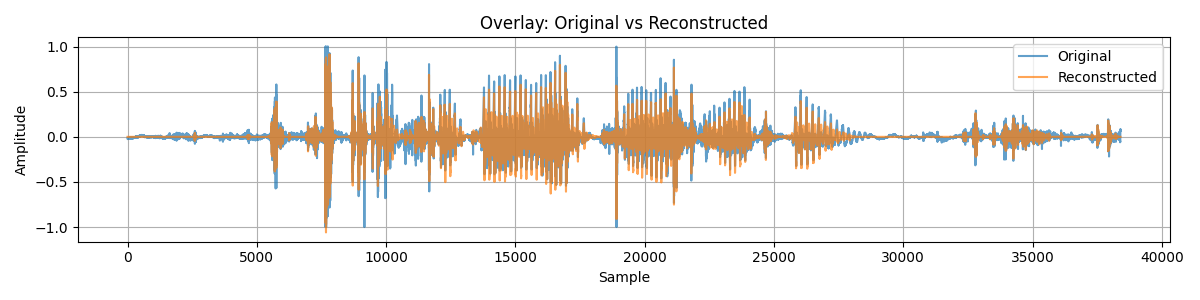 Overlay: Original vs Reconstructed
Amplitude
1.0
0.5
0.0
−0.5
−1.0
Original
Reconstructed
0
5000
10000
15000
20000
25000
30000
35000
40000
Sample